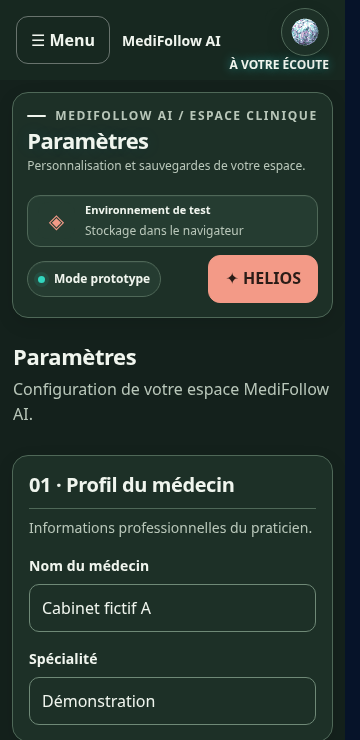 ☰ Menu
MediFollow AI
À VOTRE ÉCOUTE
MEDIFOLLOW AI / ESPACE CLINIQUE
Paramètres
Personnalisation et sauvegardes de votre espace.
Environnement de test
Stockage dans le navigateur
Mode prototype
✦ HELIOS
Paramètres
Configuration de votre espace MediFollow
AI.
01 · Profil du médecin
Informations professionnelles du praticien.
Nom du médecin
Cabinet fictif A
Spécialité
Démonstration